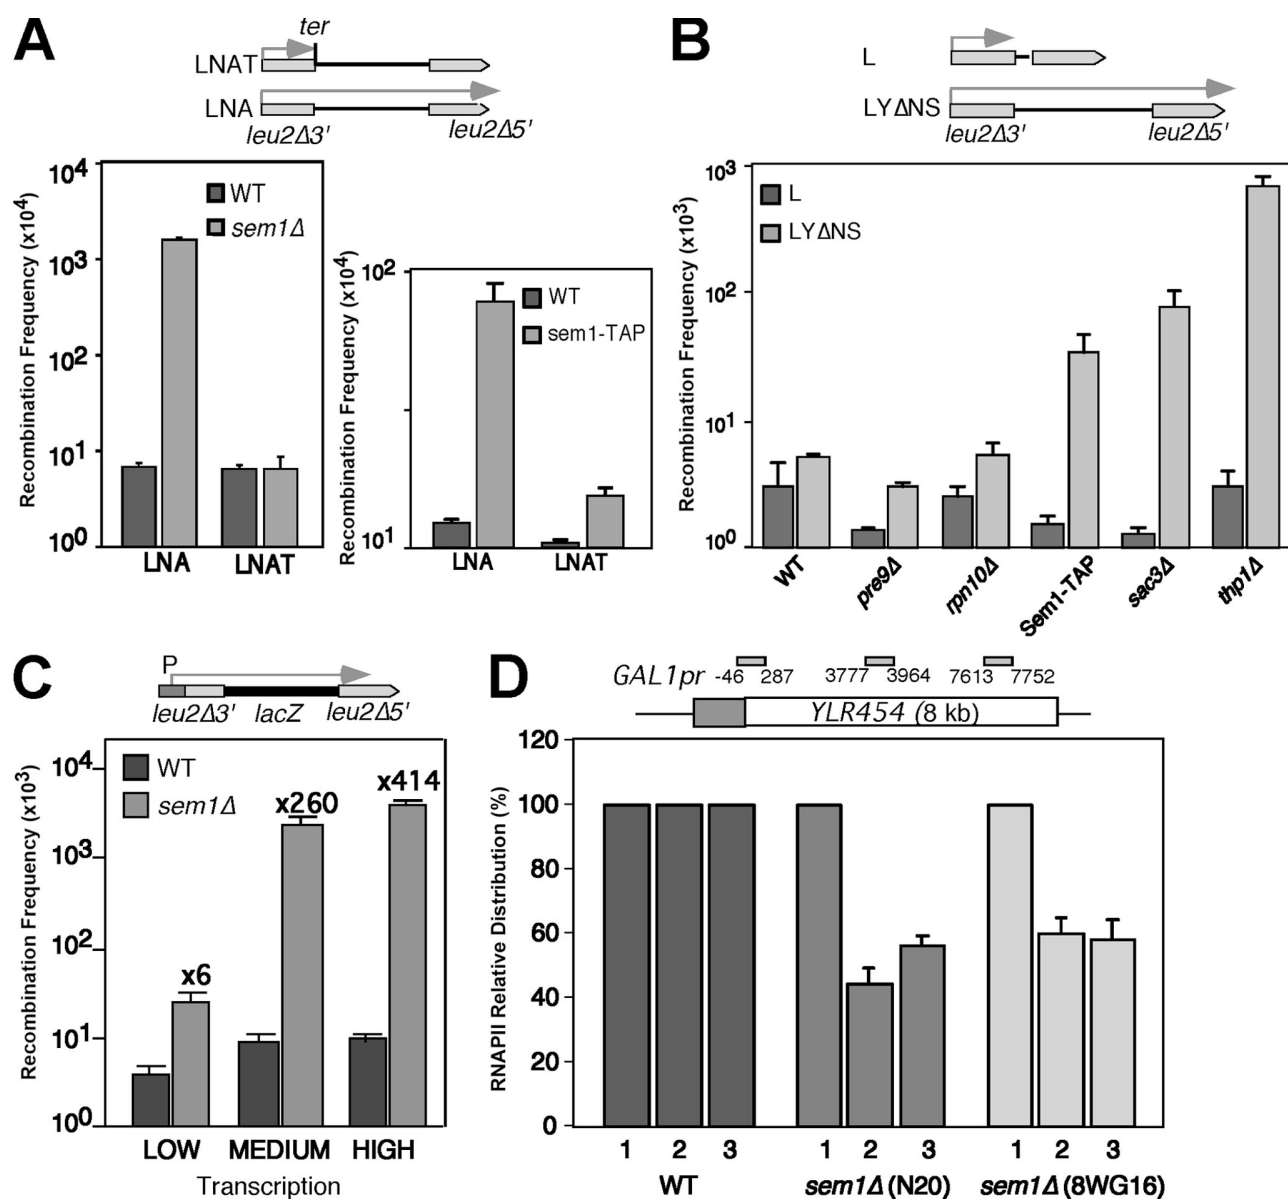 A
ter
LNAT
LNA
leu2Δ3' leu2Δ5'
Recombination Frequency (x10⁴)
10⁴
10³
10²
10¹
10⁰
WT
sem1Δ
LNA LNAT
Recombination Frequency (x10⁴)
10²
10¹
WT
sem1-TAP
LNA LNAT
B
L
LYΔNS
leu2Δ3' leu2Δ5'
Recombination Frequency (x10³)
10³
10²
10¹
10⁰
L
LYΔNS
WT pre9Δ rpn10Δ Sem1-TAP sac3Δ thp1Δ
C
P
leu2Δ3' lacZ leu2Δ5'
Recombination Frequency (x10³)
10⁴
10³
10²
10¹
10⁰
WT
sem1Δ
x6
x260
x414
LOW MEDIUM HIGH
Transcription
D
GAL1pr -46 287 3777 3964 7613 7752
YLR454 (8 kb)
RNAPII Relative Distribution (%)
120
100
80
60
40
20
0
1 2 3 1 2 3 1 2 3
WT sem1Δ (N20) sem1Δ (8WG16)